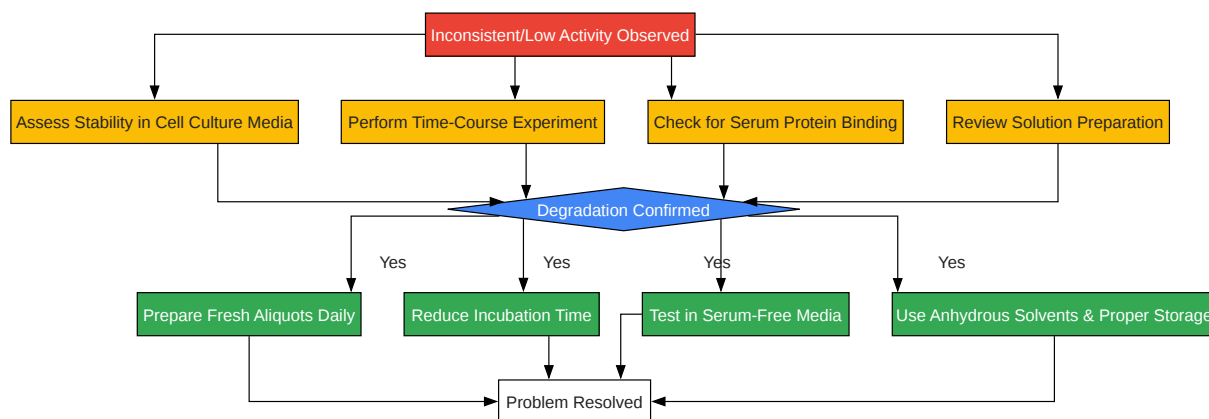 Inconsistent/Low Activity Observed
Assess Stability in Cell Culture Media
Perform Time-Course Experiment
Check for Serum Protein Binding
Review Solution Preparation
Degradation Confirmed
Yes
Yes
Yes
Yes
Prepare Fresh Aliquots Daily
Reduce Incubation Time
Test in Serum-Free Media
Use Anhydrous Solvents & Proper Storage
Problem Resolved